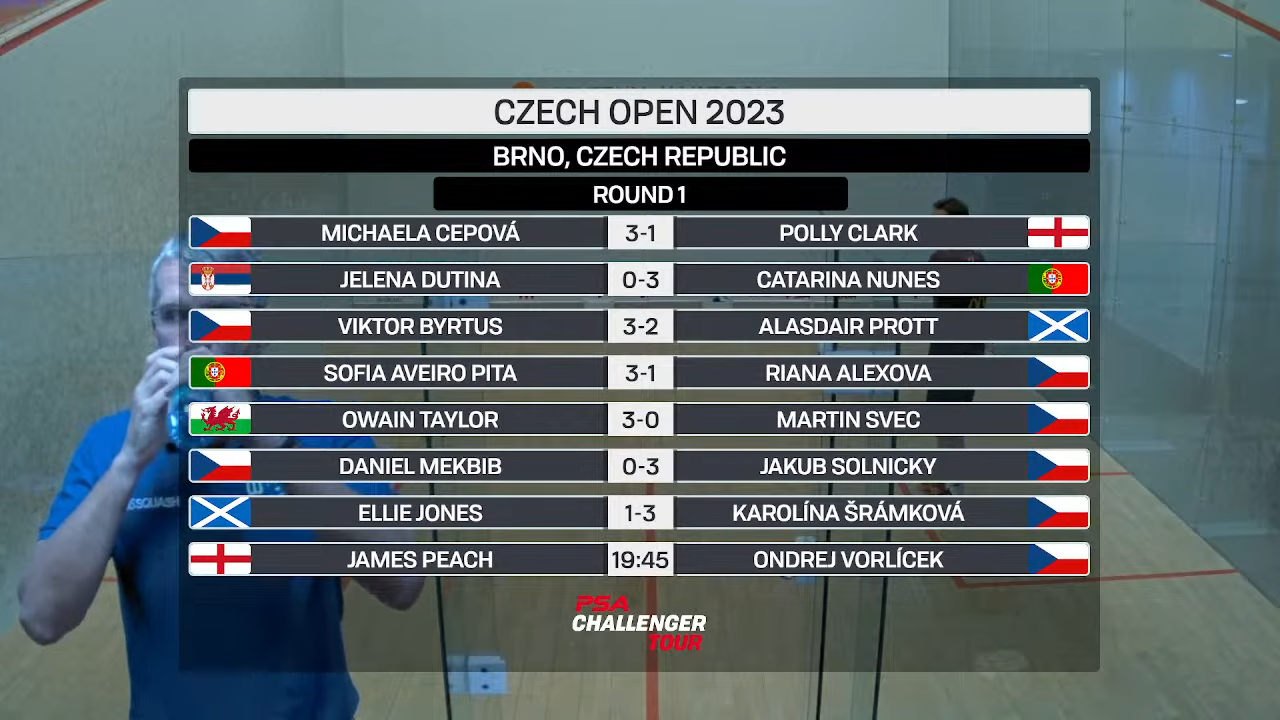 CZECH OPEN 2023
BRNO, CZECH REPUBLIC
ROUND 1
MICHAELA CEPOVÁ 3-1 POLLY CLARK
JELENA DUTINA 0-3 CATARINA NUNES
VIKTOR BYRTUS 3-2 ALASDAIR PROTT
SOFIA AVEIRO PITA 3-1 RIANA ALEXOVA
OWAIN TAYLOR 3-0 MARTIN SVEC
DANIEL MEKBIB 0-3 JAKUB SOLNICKY
ELLIE JONES 1-3 KAROLÍNA ŠRÁMKOVÁ
JAMES PEACH 19:45 ONDREJ VORLÍCEK
PSA
CHALLENGER
TOUR